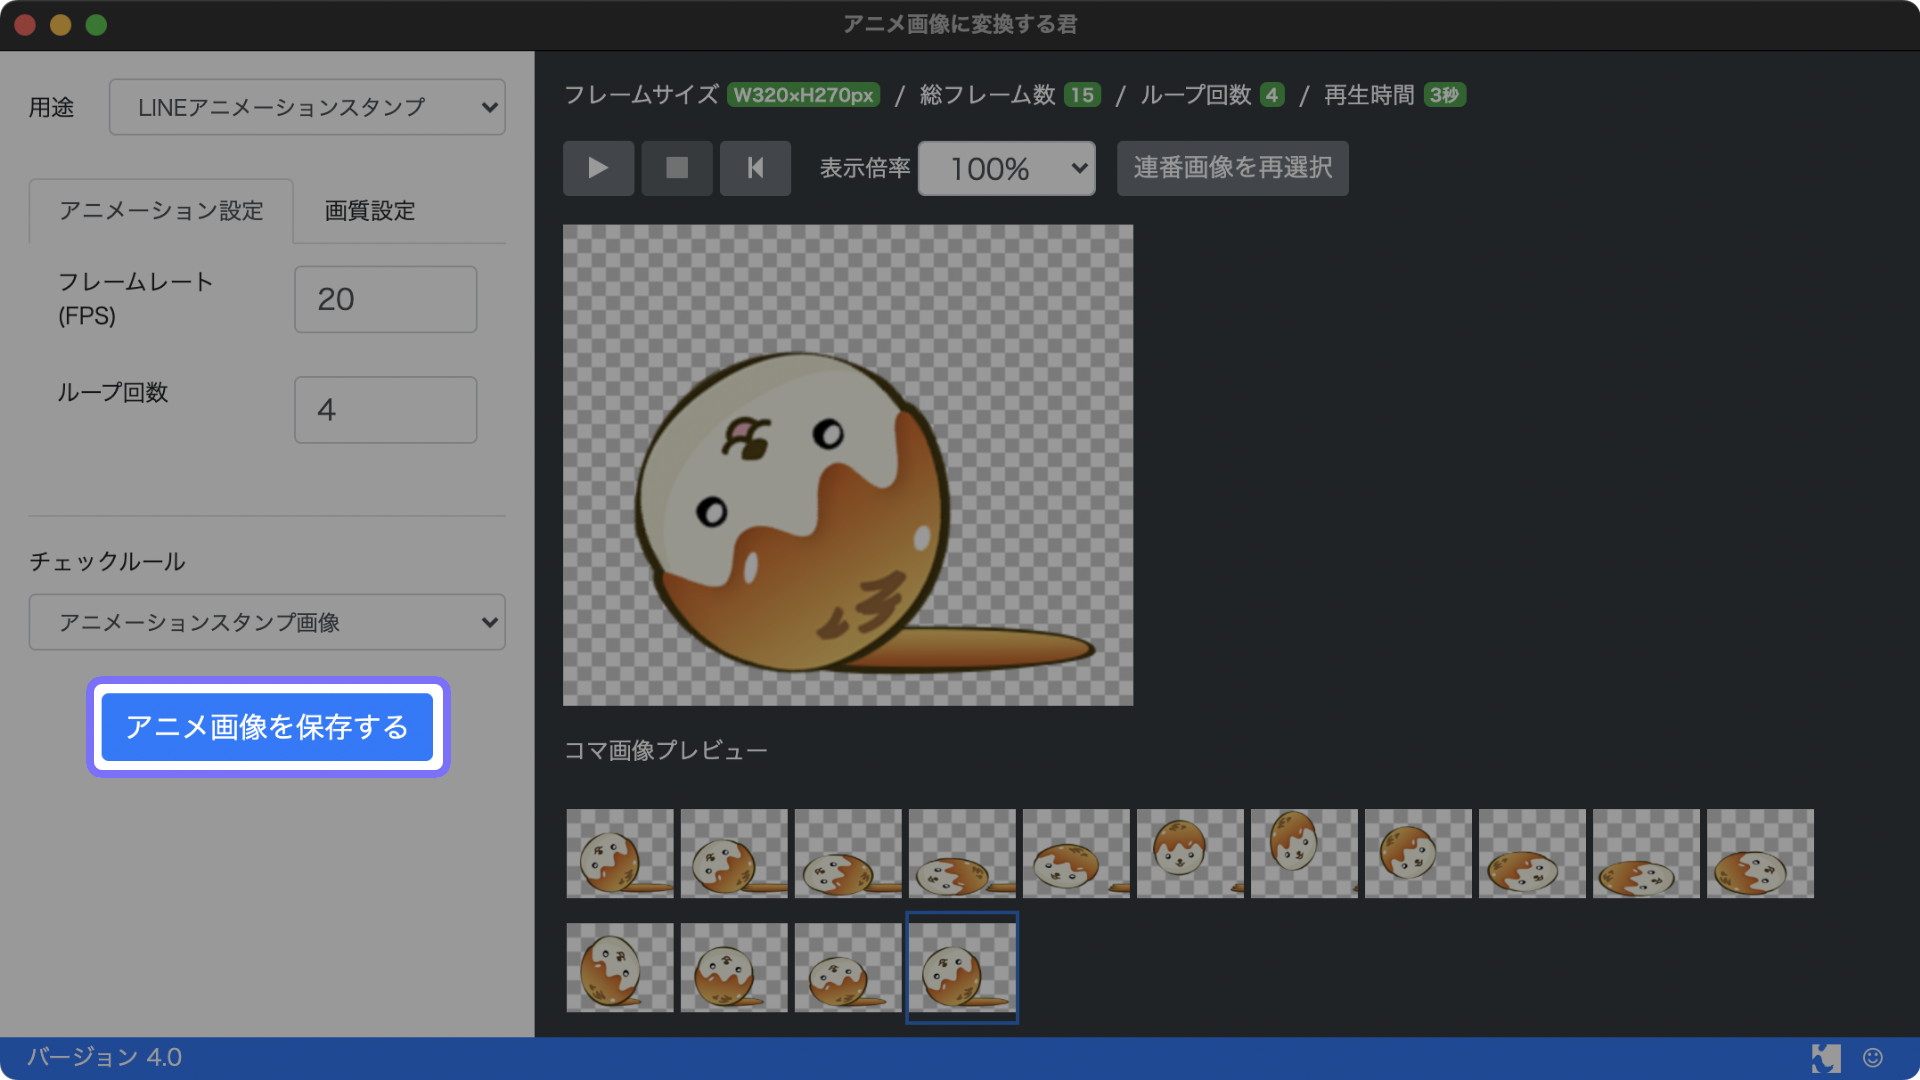 アニメ画像に変換する君
用途
LINEアニメーションスタンプ
アニメーション設定
画質設定
フレームレート
(FPS)
20
ループ回数
4
チェックルール
アニメーションスタンプ画像
アニメ画像を保存する
フレームサイズ W320×H270px / 総フレーム数 15 / ループ回数 4 / 再生時間 3秒
表示倍率 100% 連番画像を再選択
コマ画像プレビュー
バージョン 4.0